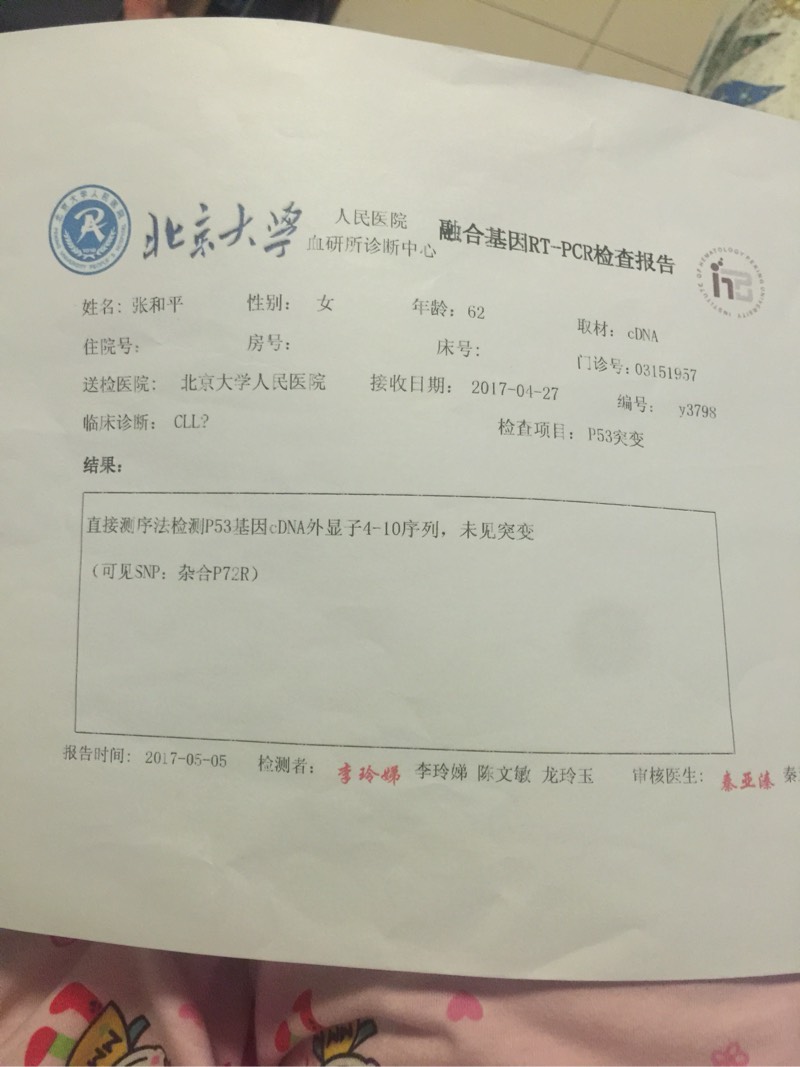 北京大学 人民医院
血研所诊断中心 融合基因RT-PCR检查报告
姓名：张和平 性别： 女 年龄：62 取材：cDNA
住院号： 房号： 床号： 门诊号：03151957
送检医院： 北京大学人民医院 接收日期： 2017-04-27 编号： y3798
临床诊断： CLL? 检查项目：P53突变
结果：
直接测序法检测P53基因cDNA外显子4-10序列，未见突变
（可见SNP：杂合P72R）
报告时间： 2017-05-05 检测者： 李玲娣 李玲娣 陈文敏 龙玲玉 审核医生： 秦亚溱 秦